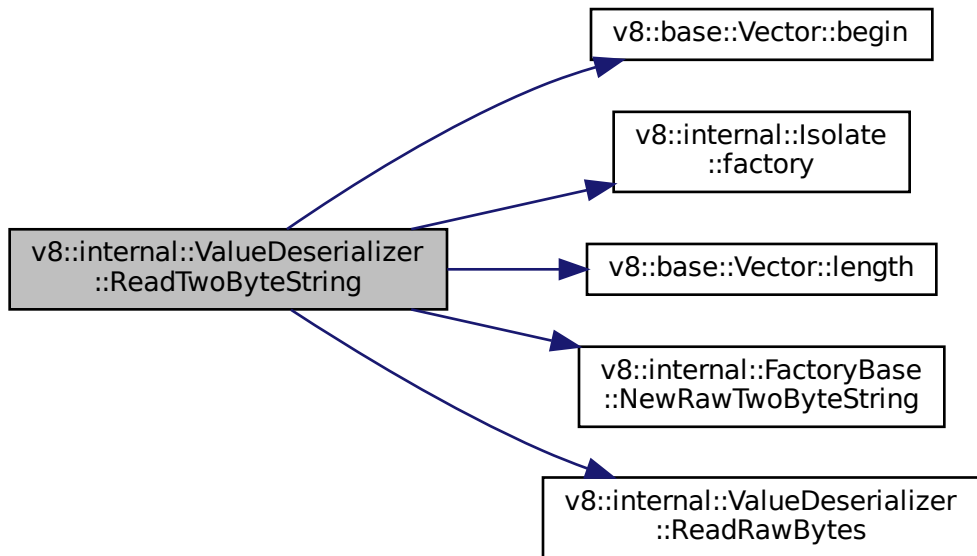 v8::base::Vector::begin
v8::internal::Isolate
::factory
v8::internal::ValueDeserializer
::ReadTwoByteString
v8::base::Vector::length
v8::internal::FactoryBase
::NewRawTwoByteString
v8::internal::ValueDeserializer
::ReadRawBytes